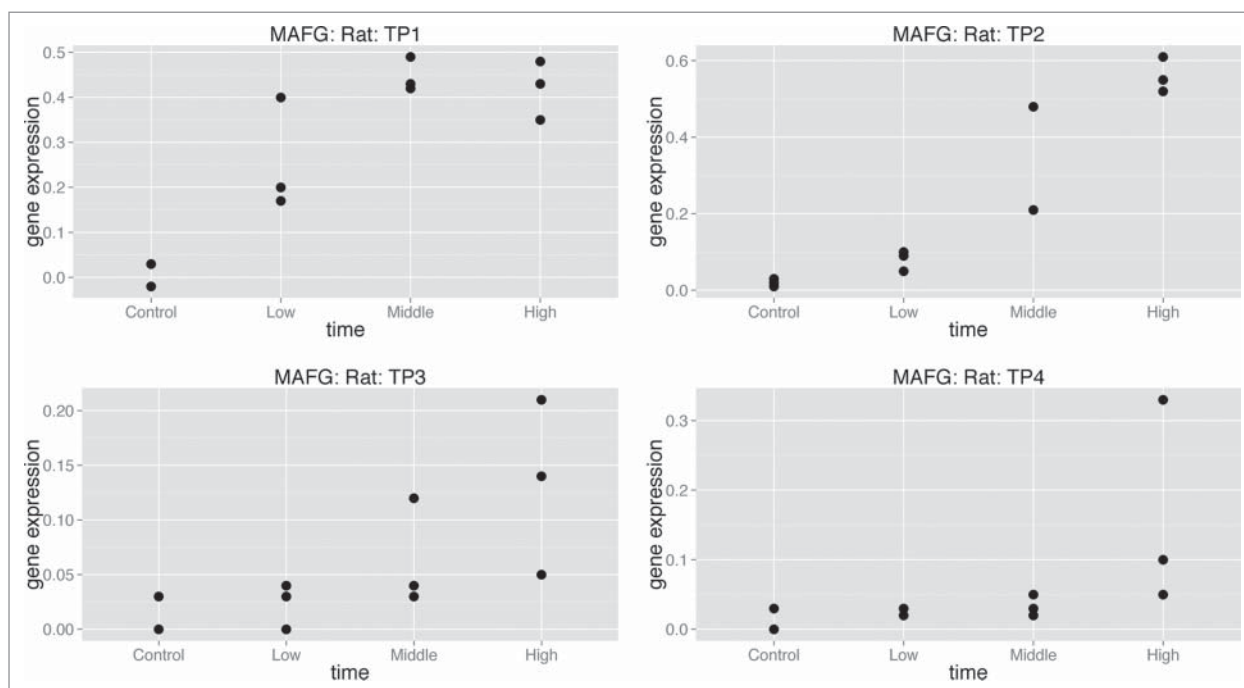 MAFG: Rat: TP1
gene expression
0.5
0.4
0.3
0.2
0.1
0.0
Control Low Middle High
time
MAFG: Rat: TP2
gene expression
0.6
0.4
0.2
0.0
Control Low Middle High
time
MAFG: Rat: TP3
gene expression
0.20
0.15
0.10
0.05
0.00
Control Low Middle High
time
MAFG: Rat: TP4
gene expression
0.3
0.2
0.1
0.0
Control Low Middle High
time